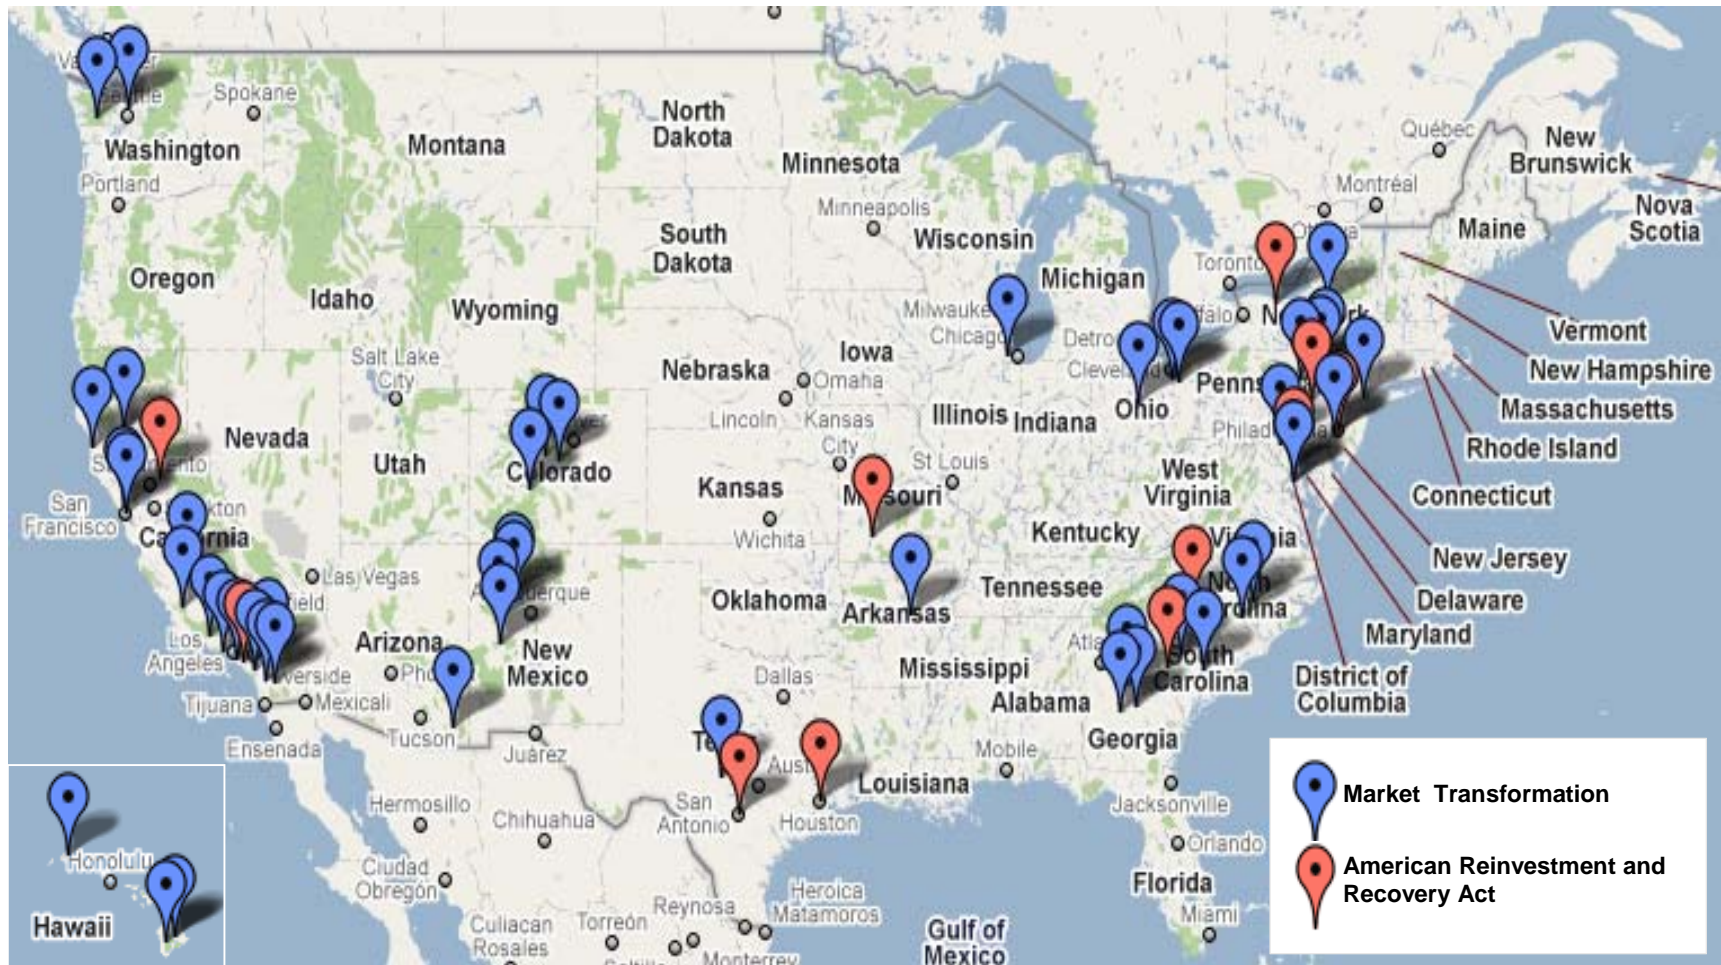 Spokane
Washington
Portland
Montana
North
Dakota
Minnesota
Minneapolis
Québec
New
Brunswick
Montréal
Nova
Scotia
Maine
Oregon
Idaho
Wyoming
South
Dakota
Wisconsin
Michigan
Toronto
Chicago
Vermont
New Hampshire
Massachusetts
Rhode Island
Connecticut
New Jersey
Delaware
Maryland
District of
Columbia
Salt Lake
City
Nebraska
Iowa
Omaha
Lincoln
Kansas
City
Illinois
Indiana
Ohio
Nevada
Utah
Colorado
Kansas
St Louis
West
Virginia
San
Francisco
Wichita
Kentucky
Las Vegas
Oklahoma
Arkansas
Tennessee
Los
Angeles
Arizona
New
Mexico
Dallas
Mississippi
Alabama
Georgia
South
Carolina
Tijuana
Mexicali
Ensenada
Tucson
Juárez
San
Antonio
Houston
Louisiana
Mobile
Jacksonville
Orlando
Florida
Miami
Hermosillo
Chihuahua
Ciudad
Obregón
Culiacan
Rosales
Torreón
Reynosa
Heroica
Matamoros
Monterrey
Gulf of
Mexico
Honolulu
Hawaii
Market Transformation
American Reinvestment and
Recovery Act